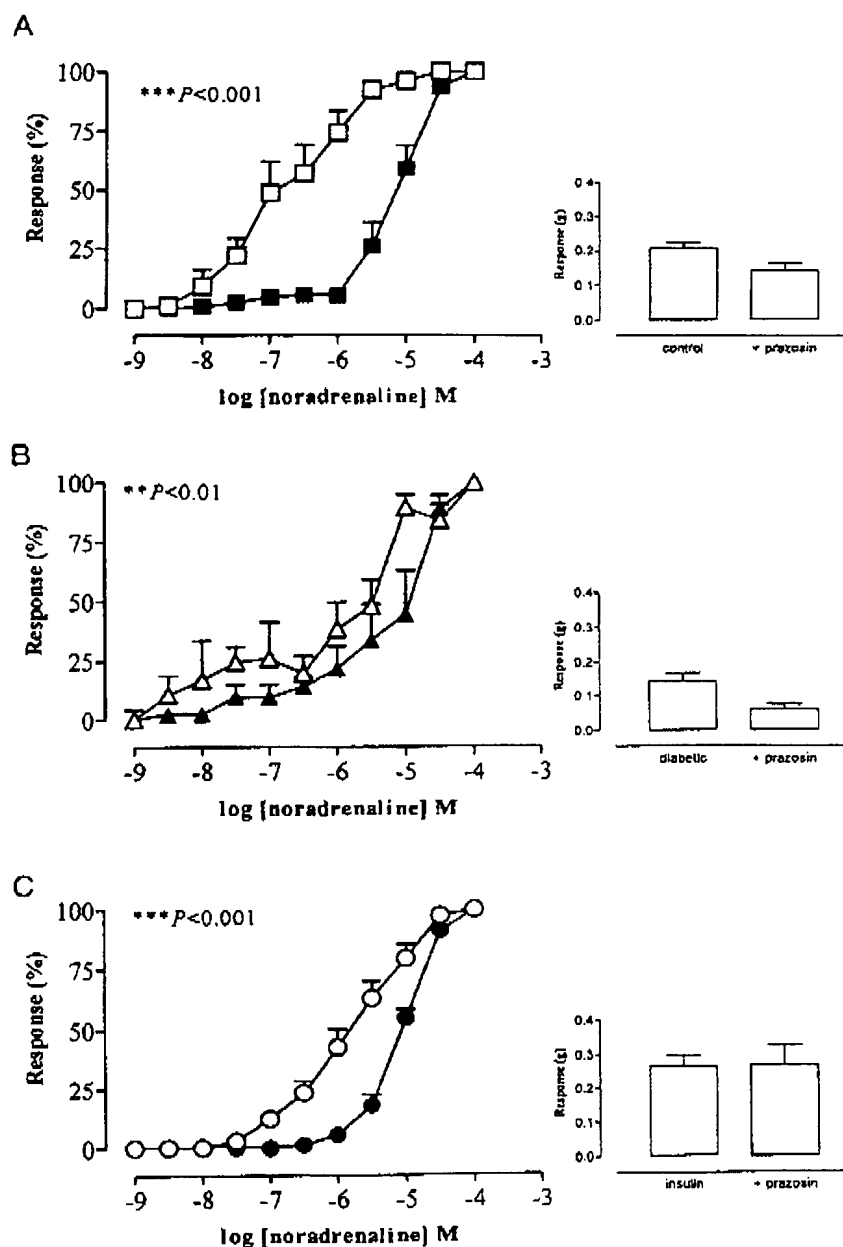 A
***P<0.001
Response (%)
100
75
50
25
0
-9 -8 -7 -6 -5 -4 -3
log [noradrenaline] M
Response (g)
0.4
0.3
0.2
0.1
0.0
control + prazosin
B
**P<0.01
Response (%)
100
75
50
25
0
-9 -8 -7 -6 -5 -4 -3
log [noradrenaline] M
Response (g)
0.4
0.3
0.2
0.1
0.0
diabetic + prazosin
C
***P<0.001
Response (%)
100
75
50
25
0
-9 -8 -7 -6 -5 -4 -3
log [noradrenaline] M
Response (g)
0.4
0.3
0.2
0.1
0.0
insulin + prazosin